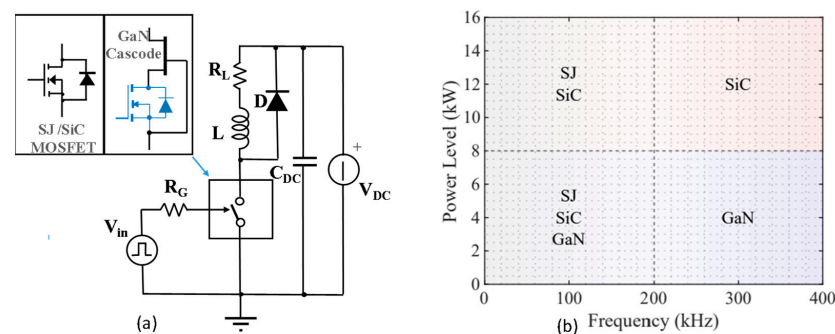 GaN
Cascode
SJ/SiC
MOSFET
R_L
D
L
C_DC
+
V_DC
R_G
V_in
(a)
Power Level (kW)
16
14
12
10
8
6
4
2
0
SJ
SiC
SiC
SJ
SiC
GaN
GaN
0
100
200
300
400
(b)
Frequency (kHz)